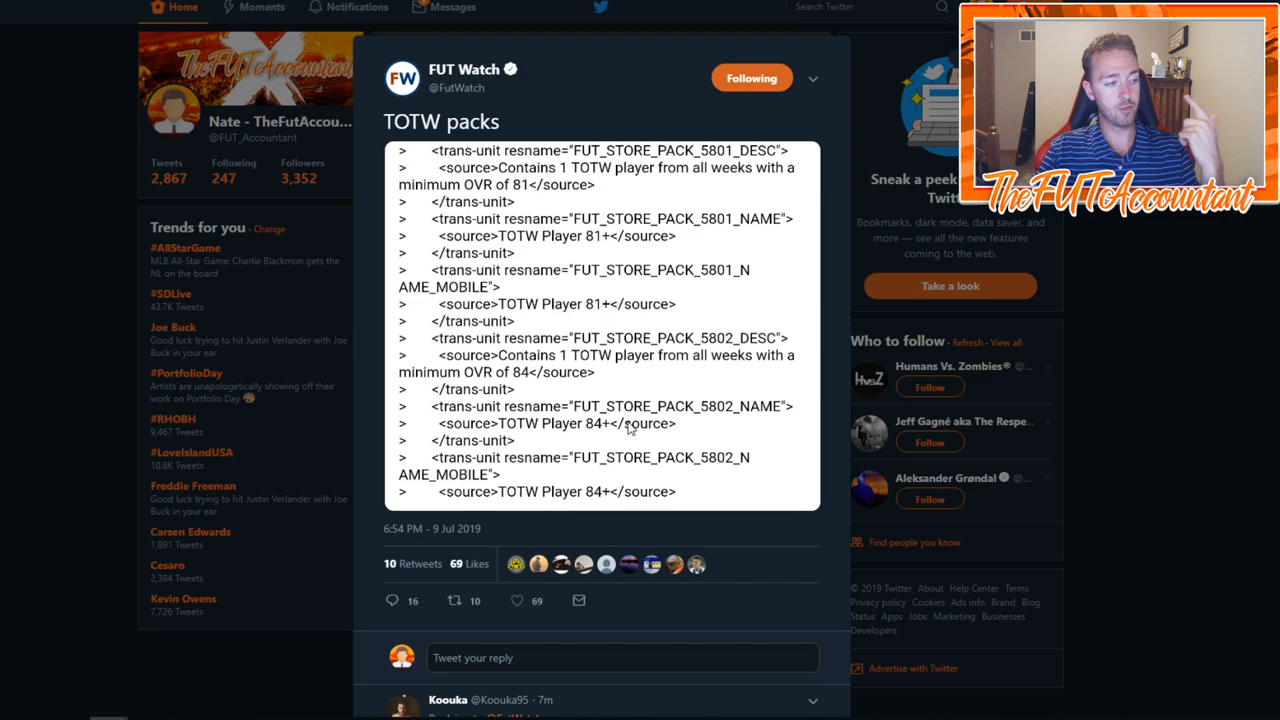 Home
Moments
Notifications
Messages
Search Twitter
TheFUTAccountant
Nate - TheFutAccou...
@FUT_Accountant
Tweets
Following
Followers
2,867
247
3,352
Trends for you · Change
#AllStarGame
MLB All-Star Game: Charlie Blackmon gets the
NL on the board
#SDLive
43.7K Tweets
Joe Buck
Good luck trying to hit Justin Verlander with Joe
Buck in your ear
#PortfolioDay
Artists are unapologetically showing off their
work on Portfolio Day
#RHOBH
9,467 Tweets
#LoveIslandUSA
10.8K Tweets
Freddie Freeman
Good luck trying to hit Justin Verlander with Joe
Buck in your ear
Carsen Edwards
1,891 Tweets
Cesaro
2,384 Tweets
Kevin Owens
7,726 Tweets
FW
FUT Watch
@FutWatch
Following
TOTW packs
> <trans-unit resname="FUT_STORE_PACK_5801_DESC">
> <source>Contains 1 TOTW player from all weeks with a
minimum OVR of 81</source>
> </trans-unit>
> <trans-unit resname="FUT_STORE_PACK_5801_NAME">
> <source>TOTW Player 81+</source>
> </trans-unit>
> <trans-unit resname="FUT_STORE_PACK_5801_N
AME_MOBILE">
> <source>TOTW Player 81+</source>
> </trans-unit>
> <trans-unit resname="FUT_STORE_PACK_5802_DESC">
> <source>Contains 1 TOTW player from all weeks with a
minimum OVR of 84</source>
> </trans-unit>
> <trans-unit resname="FUT_STORE_PACK_5802_NAME">
> <source>TOTW Player 84+</source>
> </trans-unit>
> <trans-unit resname="FUT_STORE_PACK_5802_N
AME_MOBILE">
> <source>TOTW Player 84+</source>
6:54 PM - 9 Jul 2019
10 Retweets
69 Likes
16
10
69
Tweet your reply
Koouka @Koouka95 · 7m
TheFUTAccountant
Sneak a peek
Bookmarks, dark mode, data saver, and
more — see all the new features
coming to the web.
Take a look
Who to follow · Refresh · View all
Humans Vs. Zombies® @...
HvsZ
Follow
Jeff Gagné aka The Respo...
Follow
Aleksander Grøndal @...
Follow
Find people you know
© 2019 Twitter About Help Center Terms
Privacy policy Cookies Ads info Brand Blog
Status Apps Jobs Marketing Businesses
Developers
Advertise with Twitter